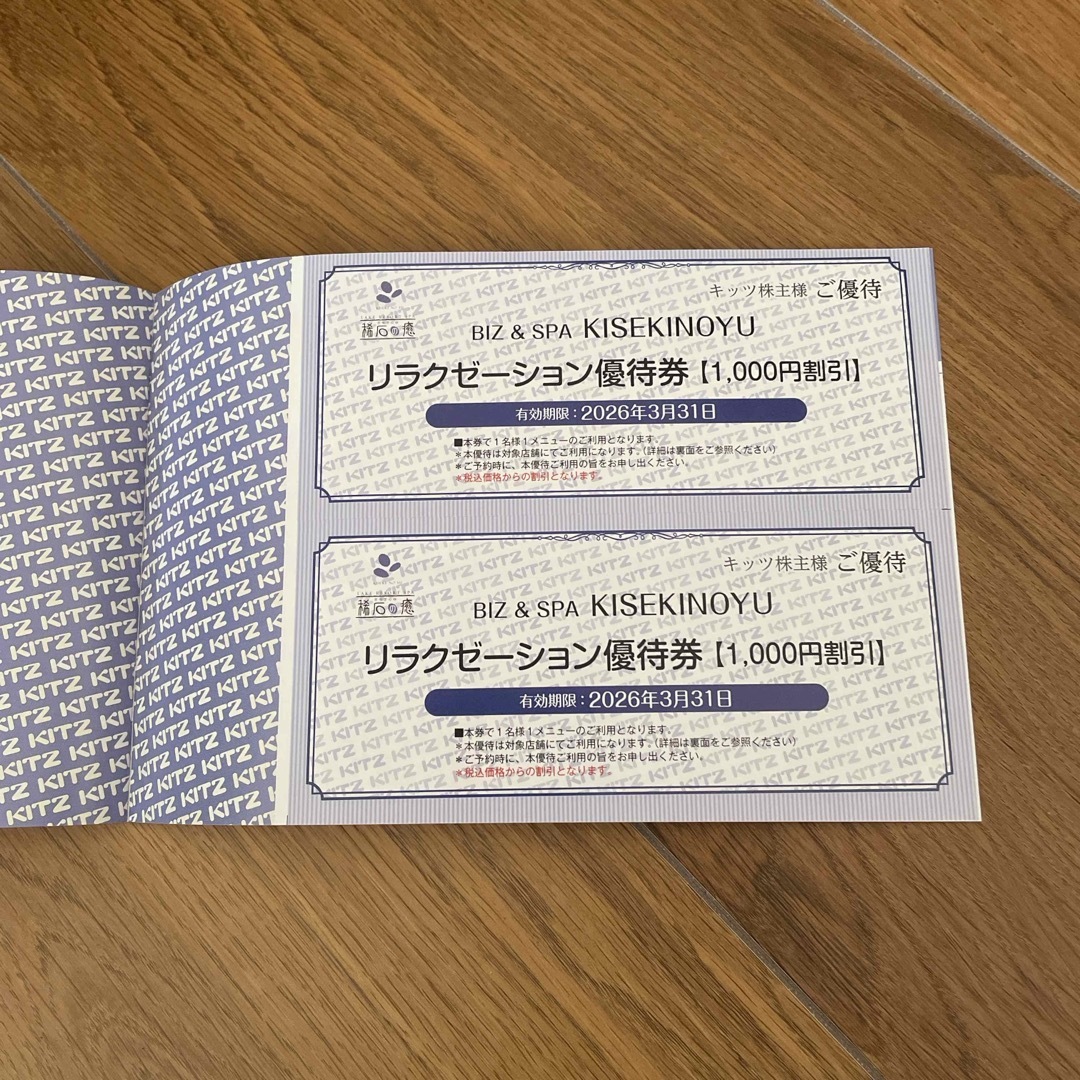 キッツ株主様 ご優待
稀石の癒
BIZ & SPA KISEKINOYU
リラクゼーション優待券【1,000円割引】
有効期限：2026年3月31日
■本券で1名様1メニューのご利用となります。
＊本優待は対象店舗にてご利用になります。（詳細は裏面をご参照ください）
＊ご予約時に、本優待ご利用の旨をお申し出ください。
＊税込価格からの割引となります。
キッツ株主様 ご優待
稀石の癒
BIZ & SPA KISEKINOYU
リラクゼーション優待券【1,000円割引】
有効期限：2026年3月31日
■本券で1名様1メニューのご利用となります。
＊本優待は対象店舗にてご利用になります。（詳細は裏面をご参照ください）
＊ご予約時に、本優待ご利用の旨をお申し出ください。
＊税込価格からの割引となります。
KITZ